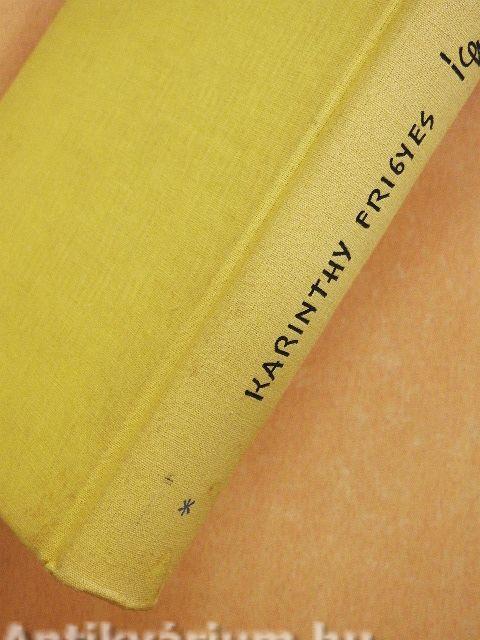 KARINTHY FRIGYES
*
Antikvárium.hu